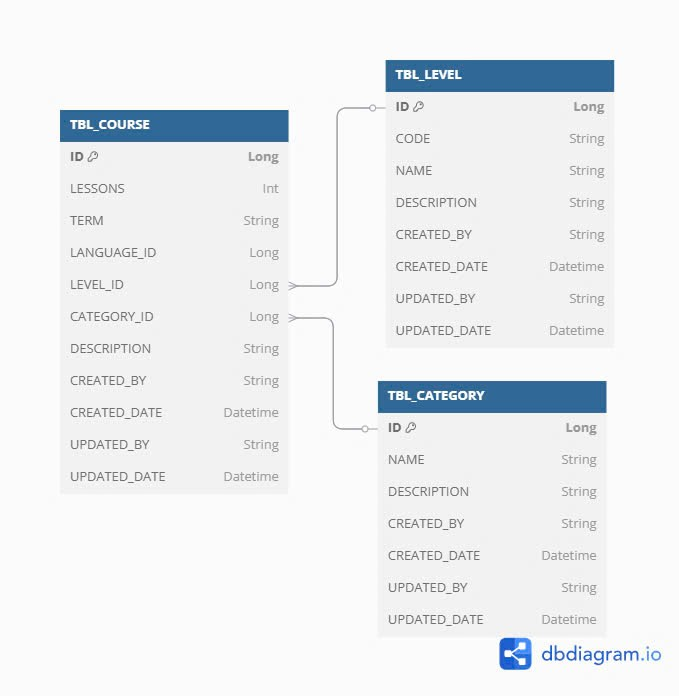 TBL_COURSE
ID Long
LESSONS Int
TERM String
LANGUAGE_ID Long
LEVEL_ID Long
CATEGORY_ID Long
DESCRIPTION String
CREATED_BY String
CREATED_DATE Datetime
UPDATED_BY String
UPDATED_DATE Datetime
TBL_LEVEL
ID Long
CODE String
NAME String
DESCRIPTION String
CREATED_BY String
CREATED_DATE Datetime
UPDATED_BY String
UPDATED_DATE Datetime
TBL_CATEGORY
ID Long
NAME String
DESCRIPTION String
CREATED_BY String
CREATED_DATE Datetime
UPDATED_BY String
UPDATED_DATE Datetime
dbdiagram.io